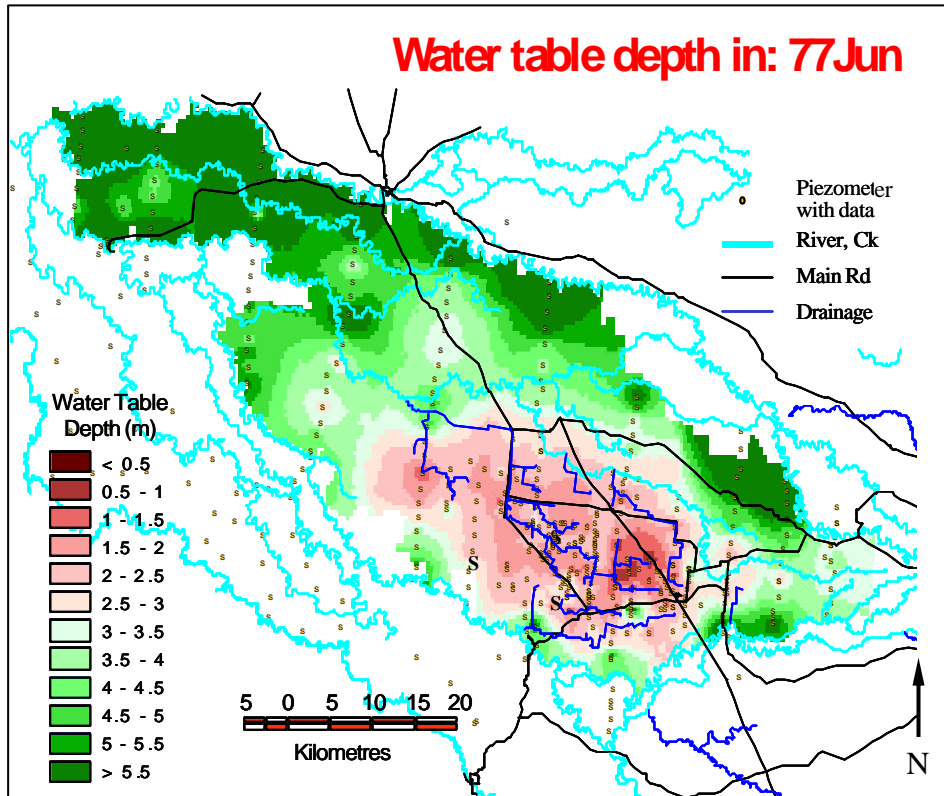 Water table depth in: 77Jun
Piezometer
with data
River, Ck
Main Rd
Drainage
Water Table
Depth (m)
< 0.5
0.5 - 1
1 - 1.5
1.5 - 2
2 - 2.5
2.5 - 3
3 - 3.5
3.5 - 4
4 - 4.5
4.5 - 5
5 - 5.5
> 5.5
S
S
5 0 5 10 15 20
Kilometres
N